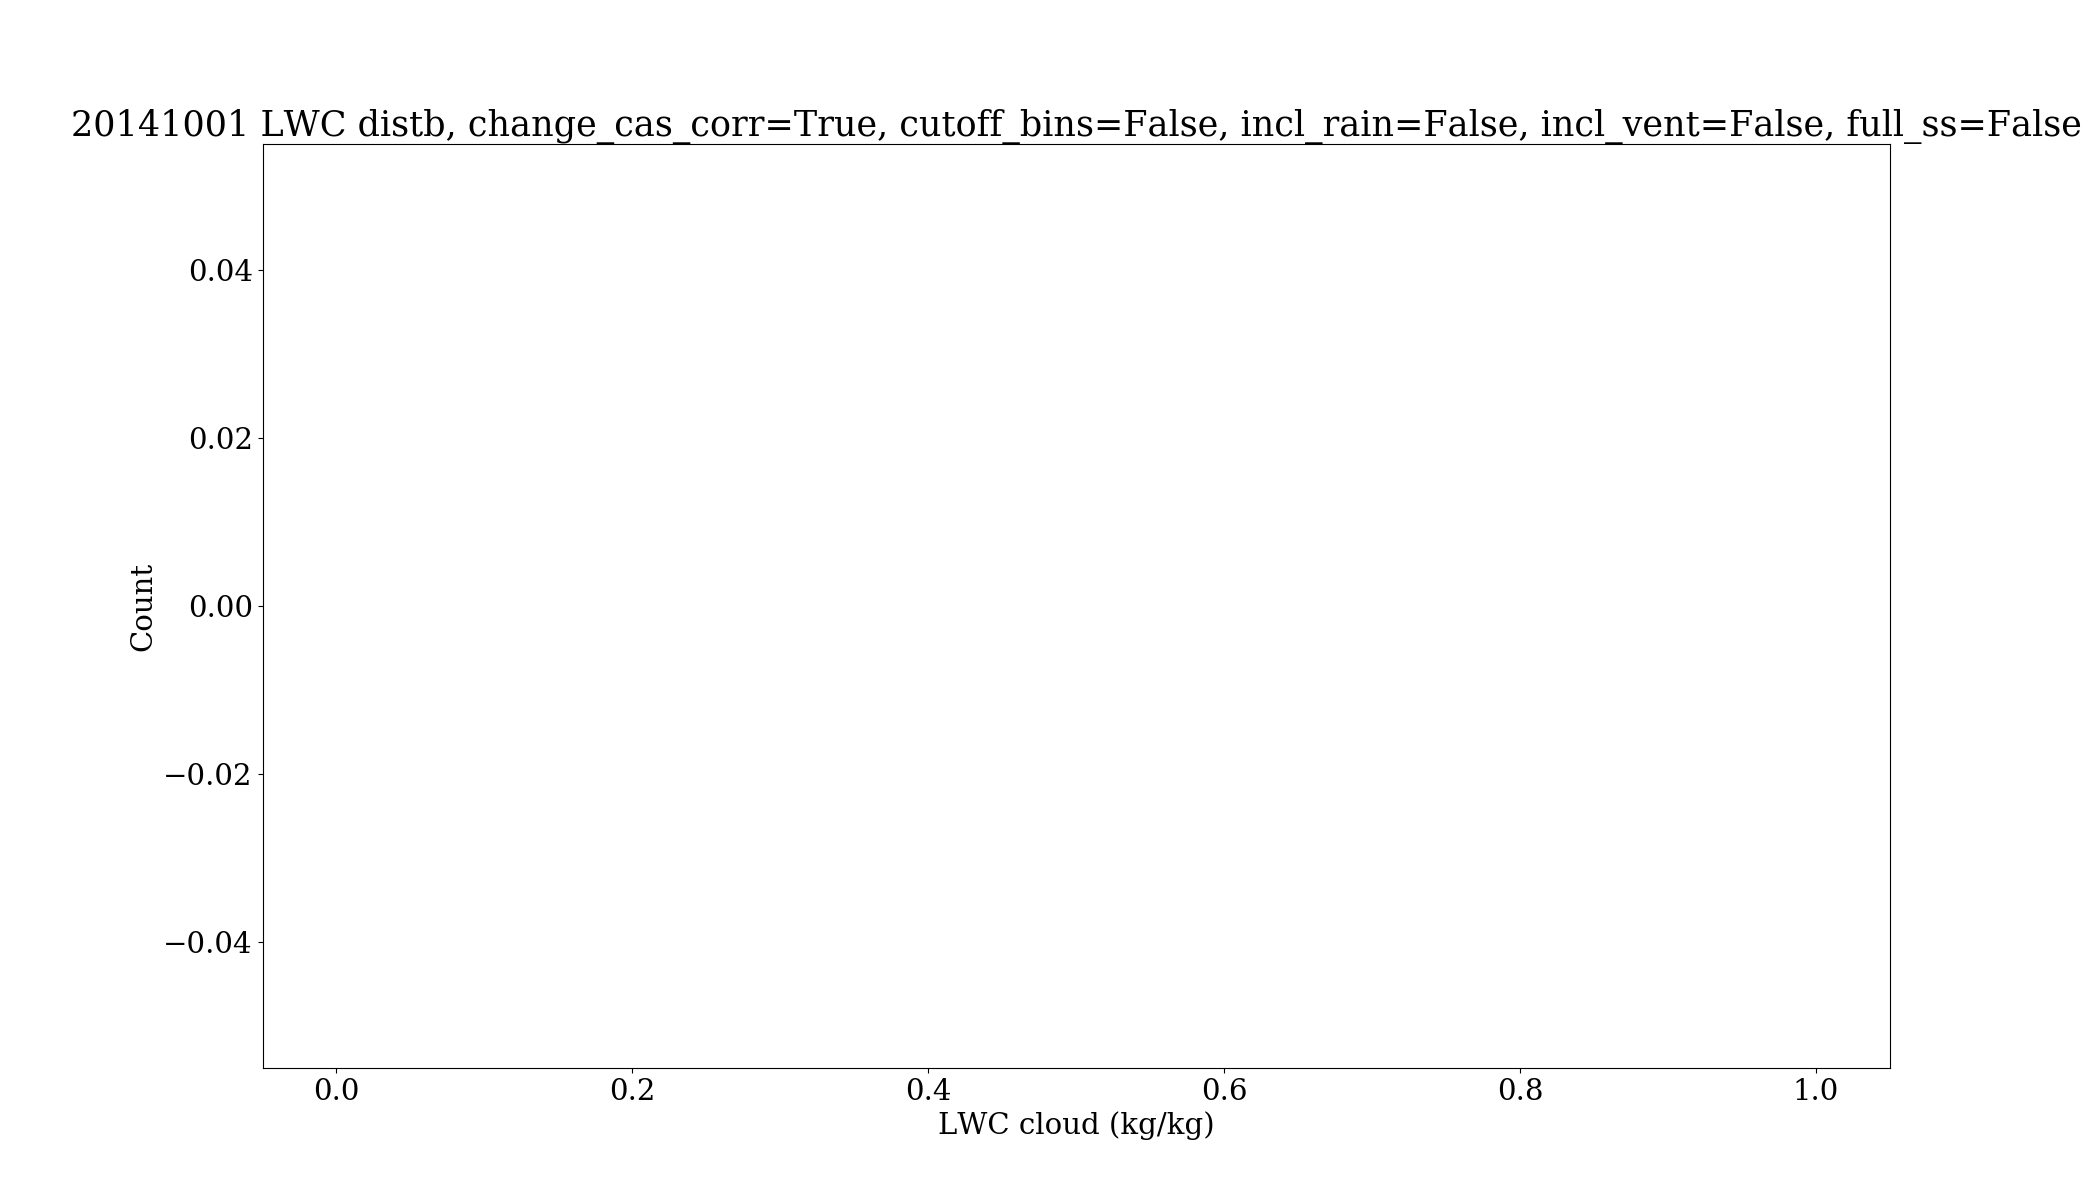 20141001 LWC distb, change_cas_corr=True, cutoff_bins=False, incl_rain=False, incl_vent=False, full_ss=False
0.04
0.02
0.00
−0.02
−0.04
Count
0.0 0.2 0.4 0.6 0.8 1.0
LWC cloud (kg/kg)